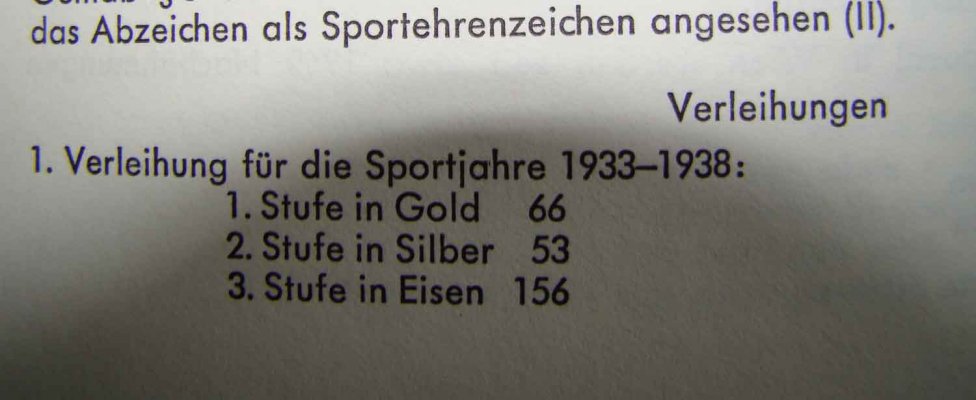 das Abzeichen als Sportehrenzeichen angesehen (II).
Verleihungen
1. Verleihung für die Sportjahre 1933–1938:
1. Stufe in Gold 66
2. Stufe in Silber 53
3. Stufe in Eisen 156